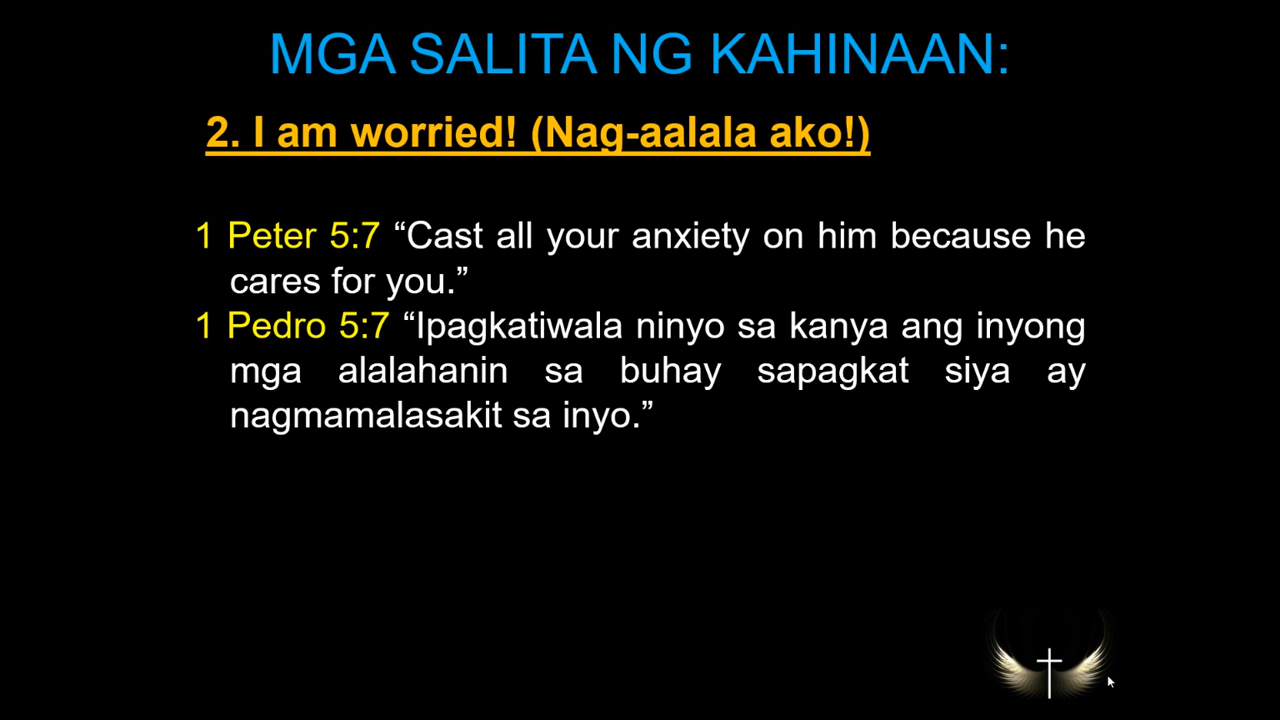 MGA SALITA NG KAHINAAN:
2. I am worried! (Nag-aalala ako!)
1 Peter 5:7 “Cast all your anxiety on him because he
cares for you.”
1 Pedro 5:7 “Ipagkatiwala ninyo sa kanya ang inyong
mga alalahanin sa buhay sapagkat siya ay
nagmamalasakit sa inyo.”